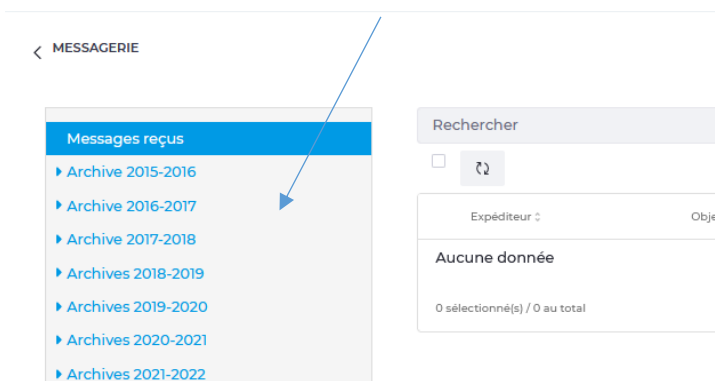 MESSAGERIE
Messages reçus
Archive 2015-2016
Archive 2016-2017
Archive 2017-2018
Archives 2018-2019
Archives 2019-2020
Archives 2020-2021
Archives 2021-2022
Rechercher
Expéditeur
Obje
Aucune donnée
0 sélectionné(s) / 0 au total